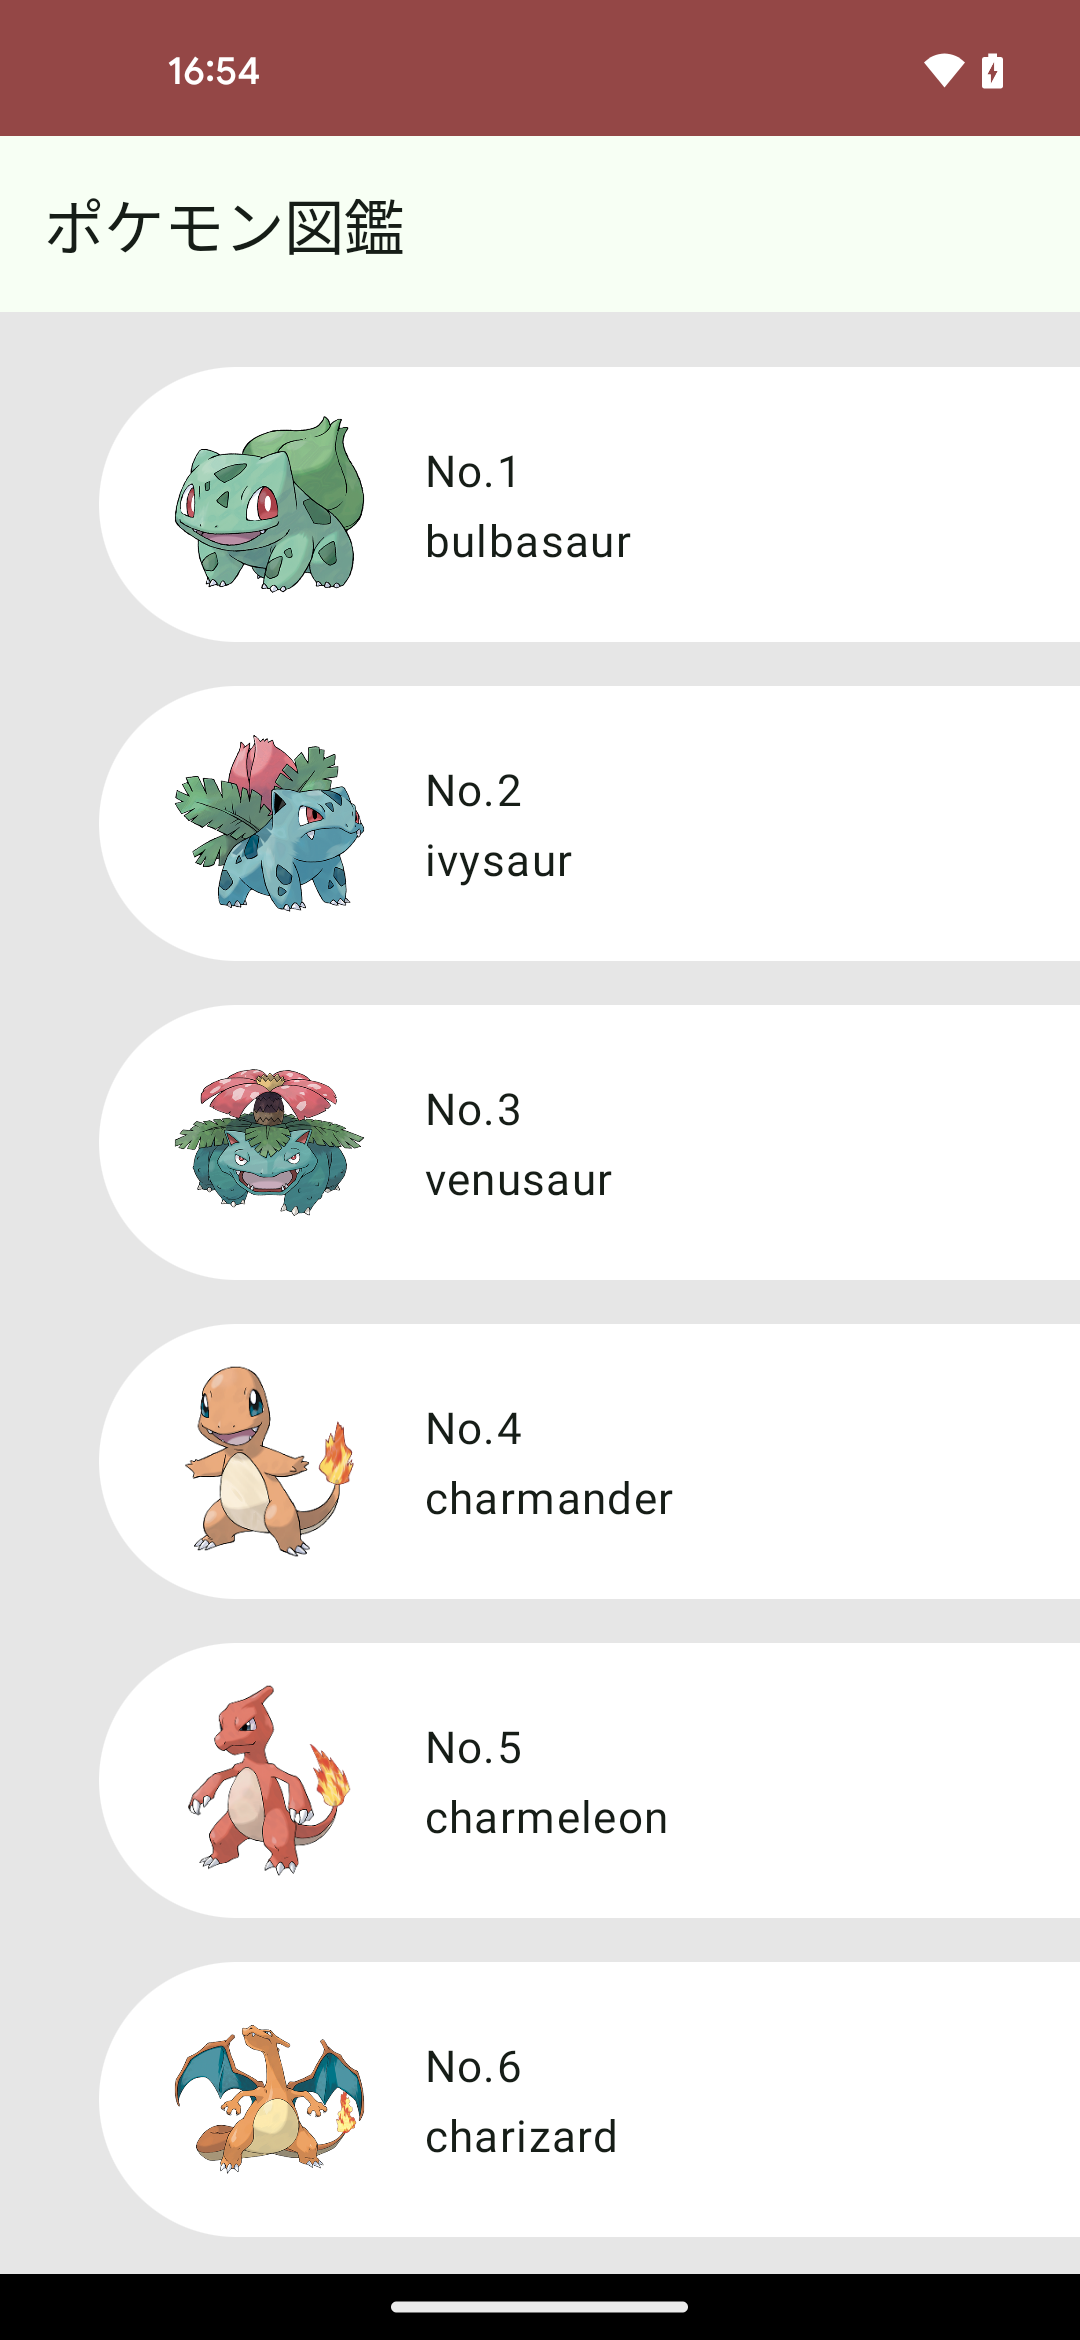 16:54
ポケモン図鑑
No.1
bulbasaur
No.2
ivysaur
No.3
venusaur
No.4
charmander
No.5
charmeleon
No.6
charizard